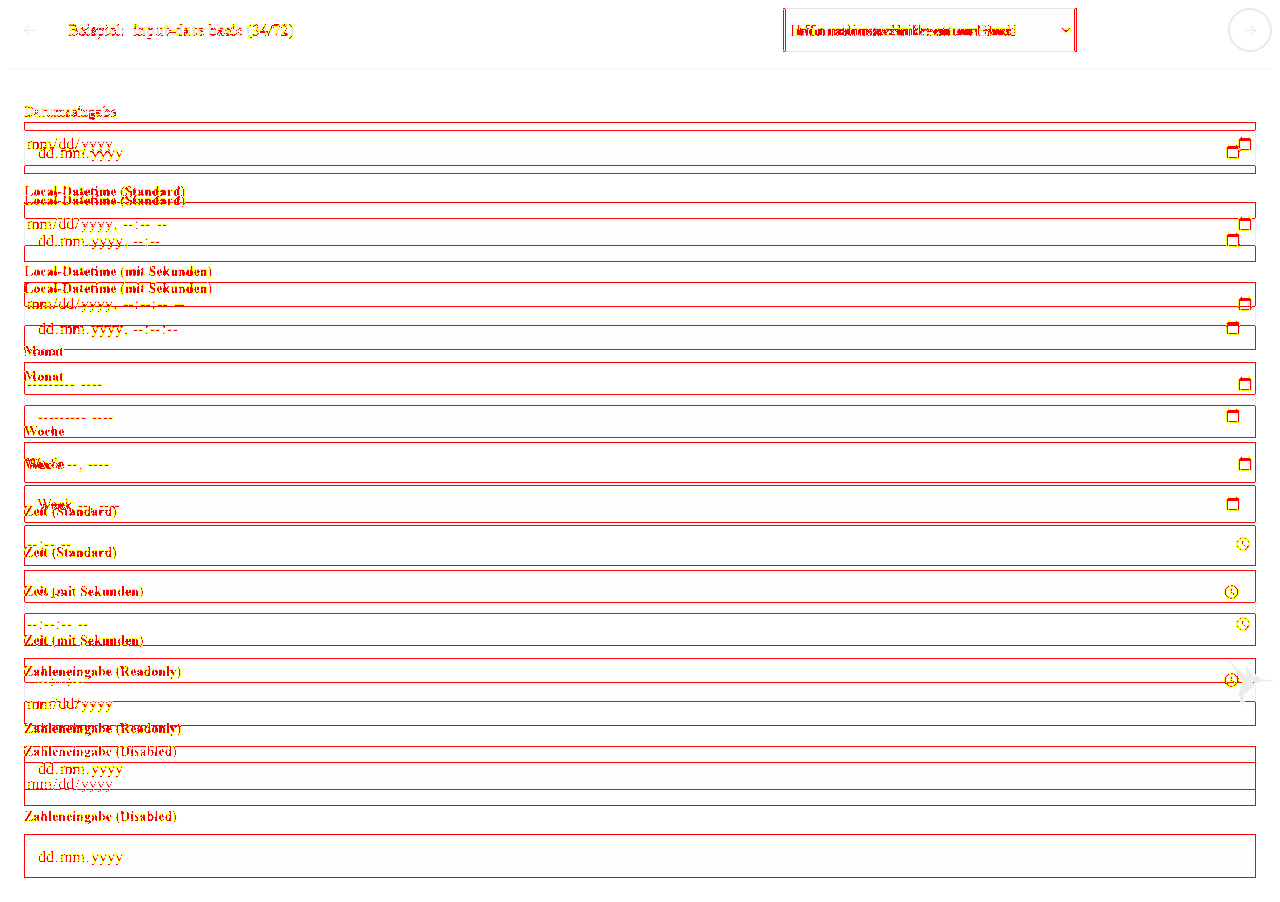 Beispiel: input-date basis (34/72)
Datumseingabe
mm/dd/yyyy
dd.mm.yyyy
Local-Datetime (Standard)
Local-Datetime (Standard)
mm/dd/yyyy, --:-- --
dd.mm.yyyy, --:--
Local-Datetime (mit Sekunden)
Local-Datetime (mit Sekunden)
mm/dd/yyyy, --:--:-- --
dd.mm.yyyy, --:--:--
Monat
Monat
--------- ----
--------- ----
Woche
Woche
--, ----
Week --, ----
Zeit (Standard)
--:-- --
Zeit (Standard)
Zeit (mit Sekunden)
--:--:-- --
Zeit (mit Sekunden)
Zahleneingabe (Readonly)
mm/dd/yyyy
Zahleneingabe (Readonly)
Zahleneingabe (Disabled)
dd.mm.yyyy
mm/dd/yyyy
Zahleneingabe (Disabled)
dd.mm.yyyy